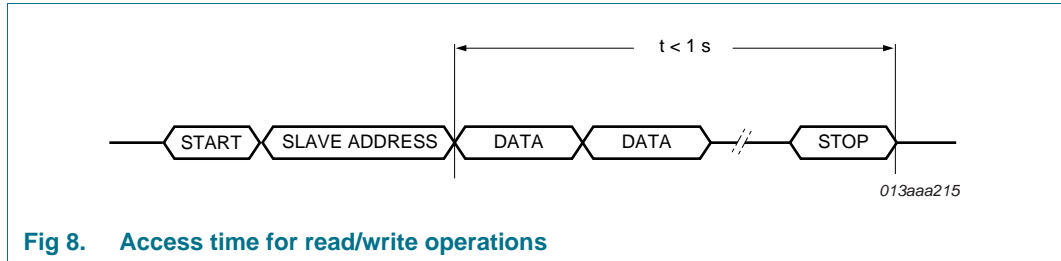 t < 1 s
START SLAVE ADDRESS DATA DATA STOP
013aaa215
Fig 8. Access time for read/write operations